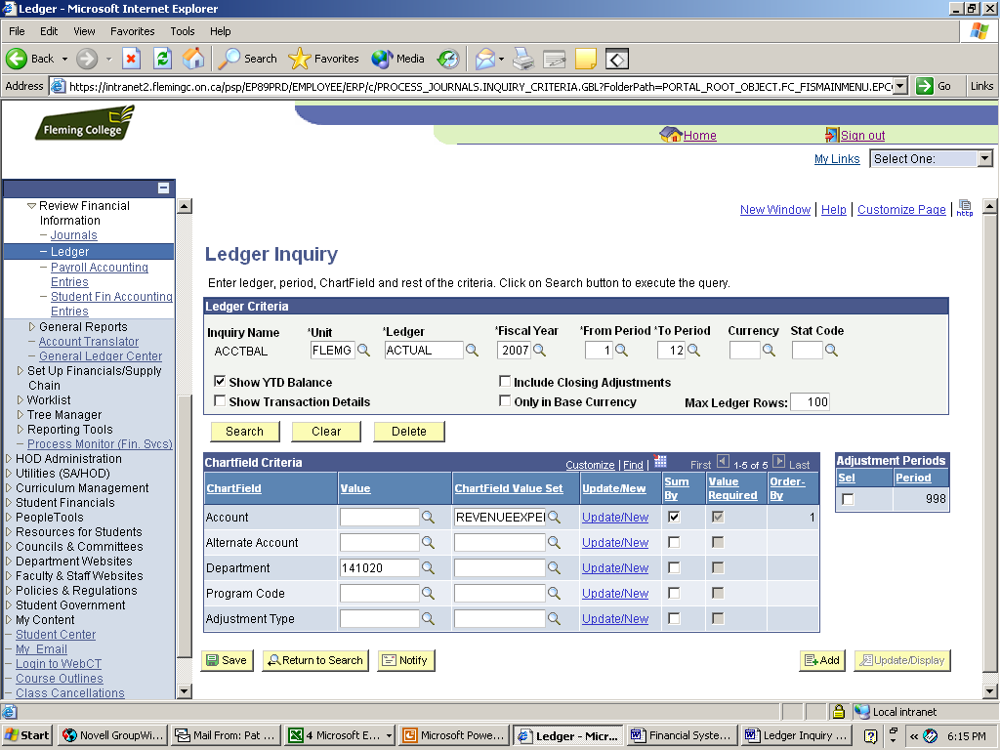 Ledger - Microsoft Internet Explorer
File Edit View Favorites Tools Help
Back Search Favorites Media
Address https://intranet2.flemingc.on.ca/psp/EP89PRD/EMPLOYEE/ERP/c/PROCESS_JOURNALS.INQUIRY_CRITERIA.GBL?FolderPath=PORTAL_ROOT_OBJECT.FC_FISMAINMENU.EPC Go Links
Fleming College
Home Sign out
My Links Select One:
Review Financial
Information
– Journals
– Ledger
– Payroll Accounting
Entries
– Student Fin Accounting
Entries
General Reports
– Account Translator
– General Ledger Center
Set Up Financials/Supply
Chain
Worklist
Tree Manager
Reporting Tools
– Process Monitor (Fin. Svcs)
HOD Administration
Utilities (SA/HOD)
Curriculum Management
Student Financials
PeopleTools
Resources for Students
Councils & Committees
Department Websites
Faculty & Staff Websites
Policies & Regulations
Student Government
My Content
– Student Center
– My Email
– Login to WebCT
– Course Outlines
– Class Cancellations
New Window | Help | Customize Page | http
Ledger Inquiry
Enter ledger, period, ChartField and rest of the criteria. Click on Search button to execute the query.
Ledger Criteria
Inquiry Name *Unit *Ledger *Fiscal Year *From Period *To Period Currency Stat Code
ACCTBAL FLEMG ACTUAL 2007 1 12
Show YTD Balance Include Closing Adjustments
Show Transaction Details Only in Base Currency Max Ledger Rows: 100
Search Clear Delete
Chartfield Criteria Customize | Find | First 1-5 of 5 Last
ChartField Value ChartField Value Set Update/New Sum By Value Required Order-By
Account REVENUEEXPE Update/New 1
Alternate Account Update/New
Department 141020 Update/New
Program Code Update/New
Adjustment Type Update/New
Adjustment Periods
Sel Period
998
Save Return to Search Notify Add Update/Display
Local intranet
Start Novell GroupWi... Mail From: Pat ... 4 Microsoft E... Microsoft Powe... Ledger - Micr... Financial Syste... Ledger Inquiry ... « 6:15 PM